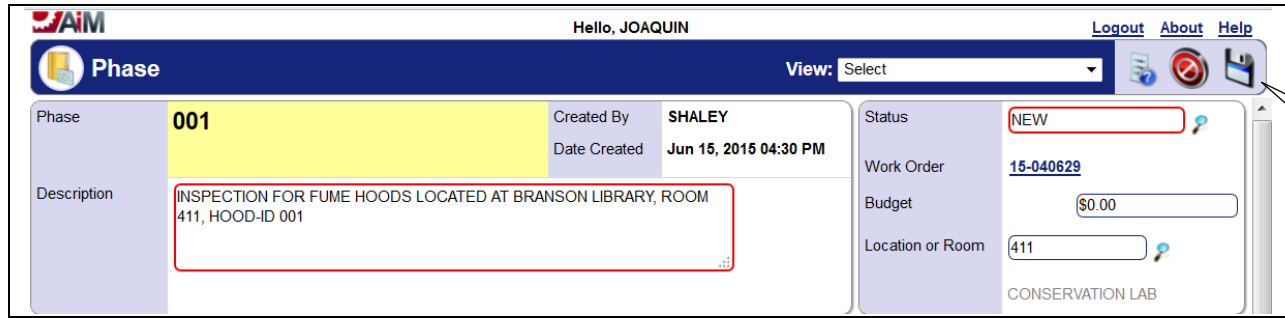 AiM
Hello, JOAQUIN
Logout About Help
Phase
View: Select
Phase
001
Created By
SHALEY
Date Created
Jun 15, 2015 04:30 PM
Description
INSPECTION FOR FUME HOODS LOCATED AT BRANSON LIBRARY, ROOM
411, HOOD-ID 001
Status
NEW
Work Order
15-040629
Budget
$0.00
Location or Room
411
CONSERVATION LAB